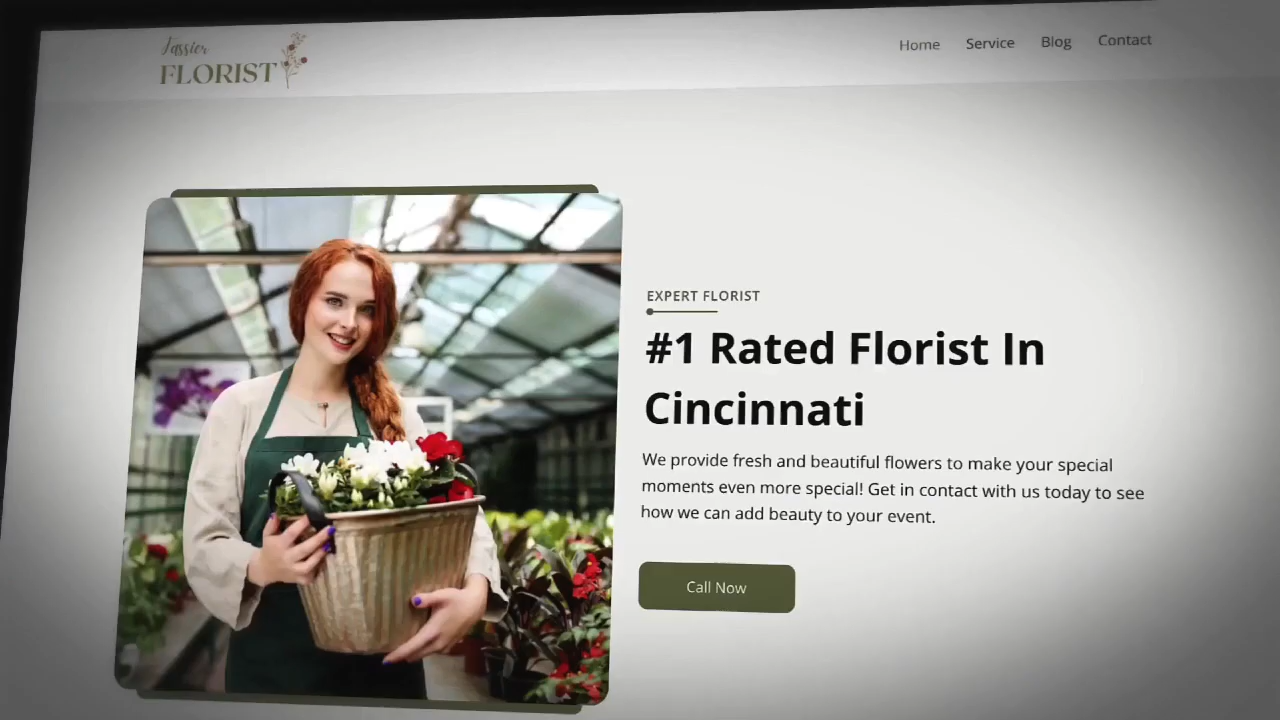 Jassier
FLORIST
Home Service Blog Contact
EXPERT FLORIST
#1 Rated Florist In
Cincinnati
We provide fresh and beautiful flowers to make your special
moments even more special! Get in contact with us today to see
how we can add beauty to your event.
Call Now